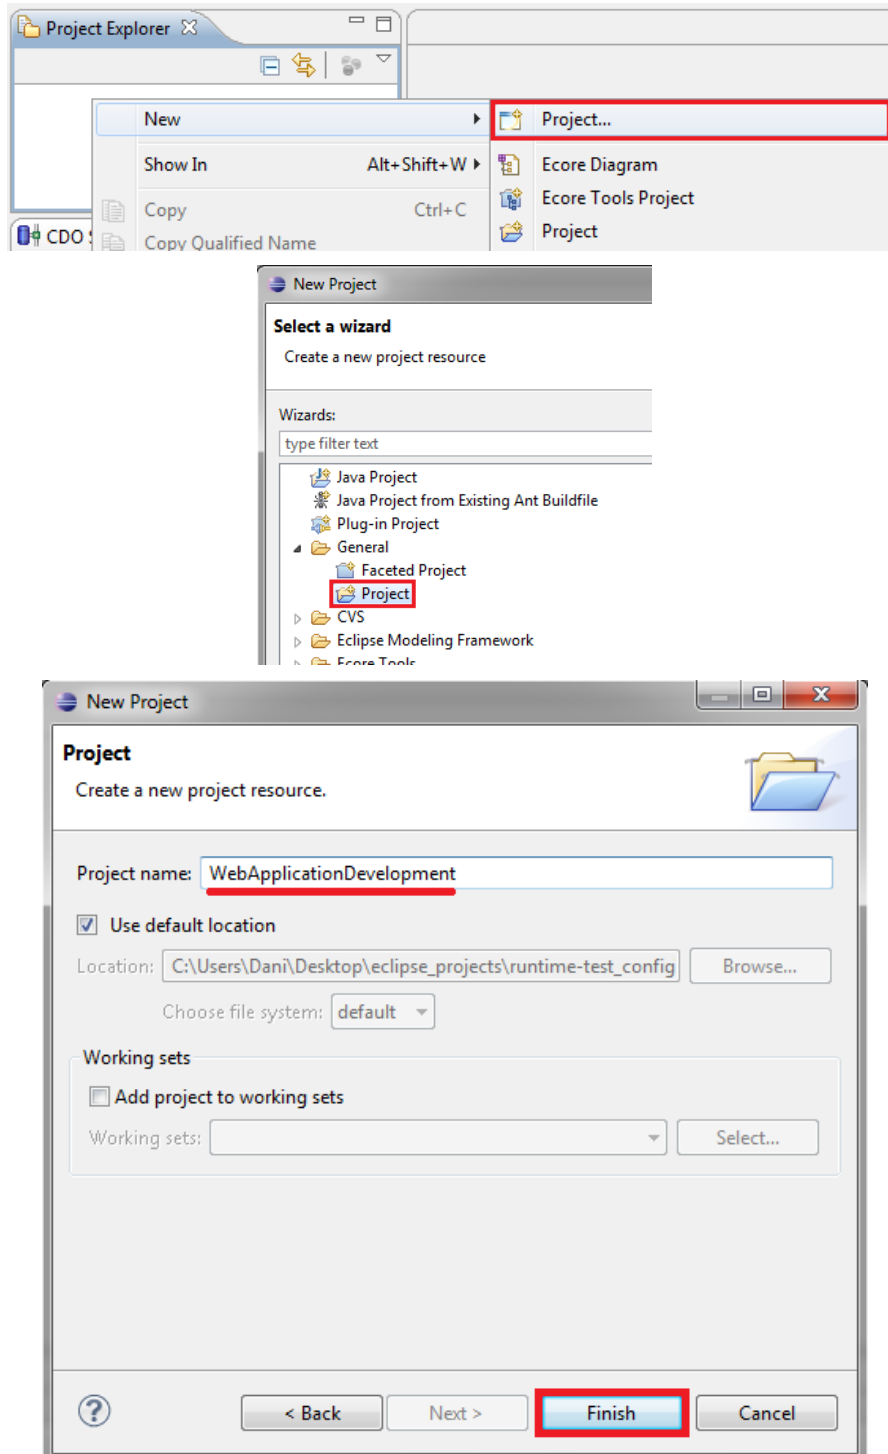 Project Explorer
New
Project...
Show In Alt+Shift+W
Ecore Diagram
Copy Ctrl+C
Ecore Tools Project
CDO
Copy Qualified Name
Project
New Project
Select a wizard
Create a new project resource
Wizards:
type filter text
Java Project
Java Project from Existing Ant Buildfile
Plug-in Project
General
Faceted Project
Project
CVS
Eclipse Modeling Framework
Ecore Tools
New Project
Project
Create a new project resource.
Project name: WebApplicationDevelopment
Use default location
Location: C:\Users\Dani\Desktop\eclipse_projects\runtime-test_config Browse...
Choose file system: default
Working sets
Add project to working sets
Working sets: Select...
? < Back Next > Finish Cancel